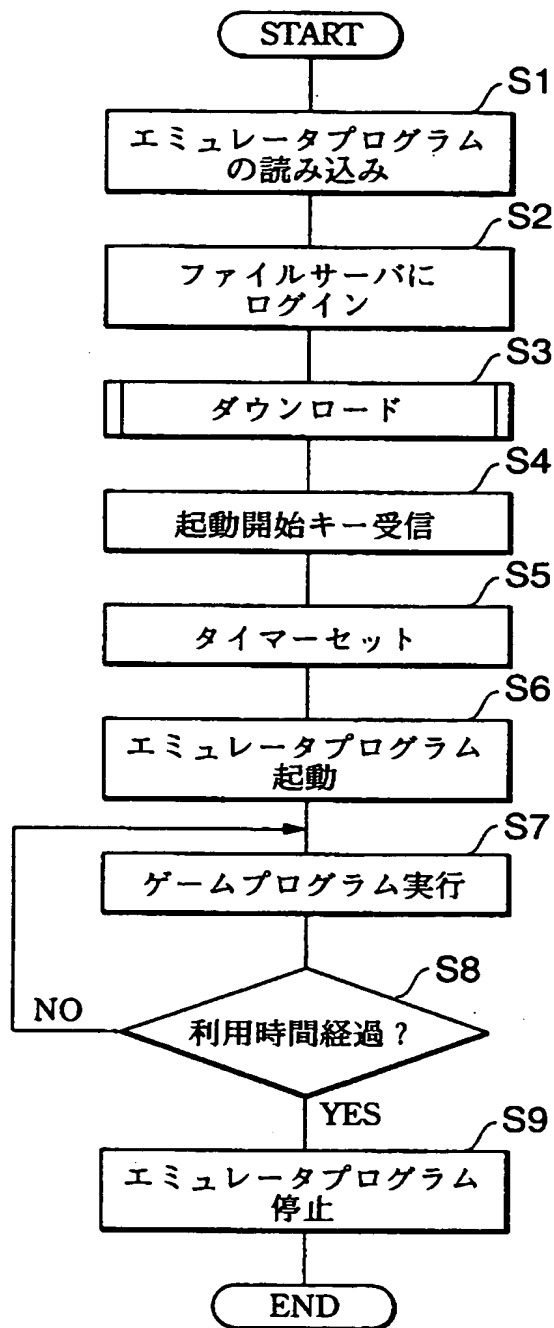 START
S1
エミュレータプログラム
の読み込み
S2
ファイルサーバに
ログイン
S3
ダウンロード
S4
起動開始キー受信
S5
タイマーセット
S6
エミュレータプログラム
起動
S7
ゲームプログラム実行
S8
利用時間経過？
NO
YES
S9
エミュレータプログラム
停止
END